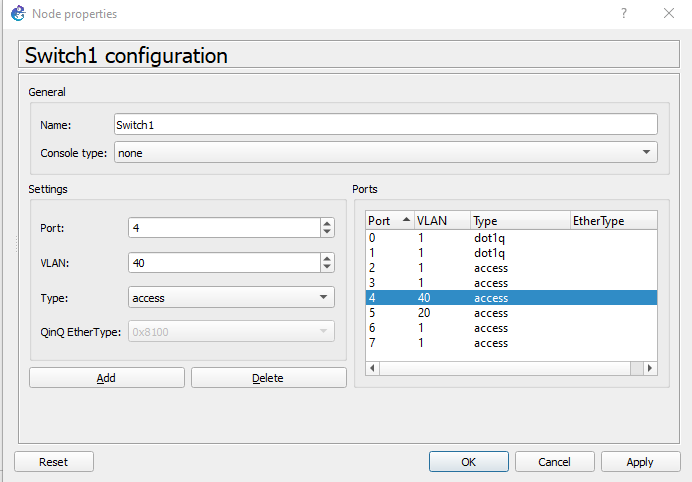 Node properties
?
Switch1 configuration
General
Name: Switch1
Console type: none
Settings
Port: 4
VLAN: 40
Type: access
QinQ EtherType: 0x8100
Add Delete
Ports
Port VLAN Type EtherType
0 1 dot1q
1 1 dot1q
2 1 access
3 1 access
4 40 access
5 20 access
6 1 access
7 1 access
Reset OK Cancel Apply